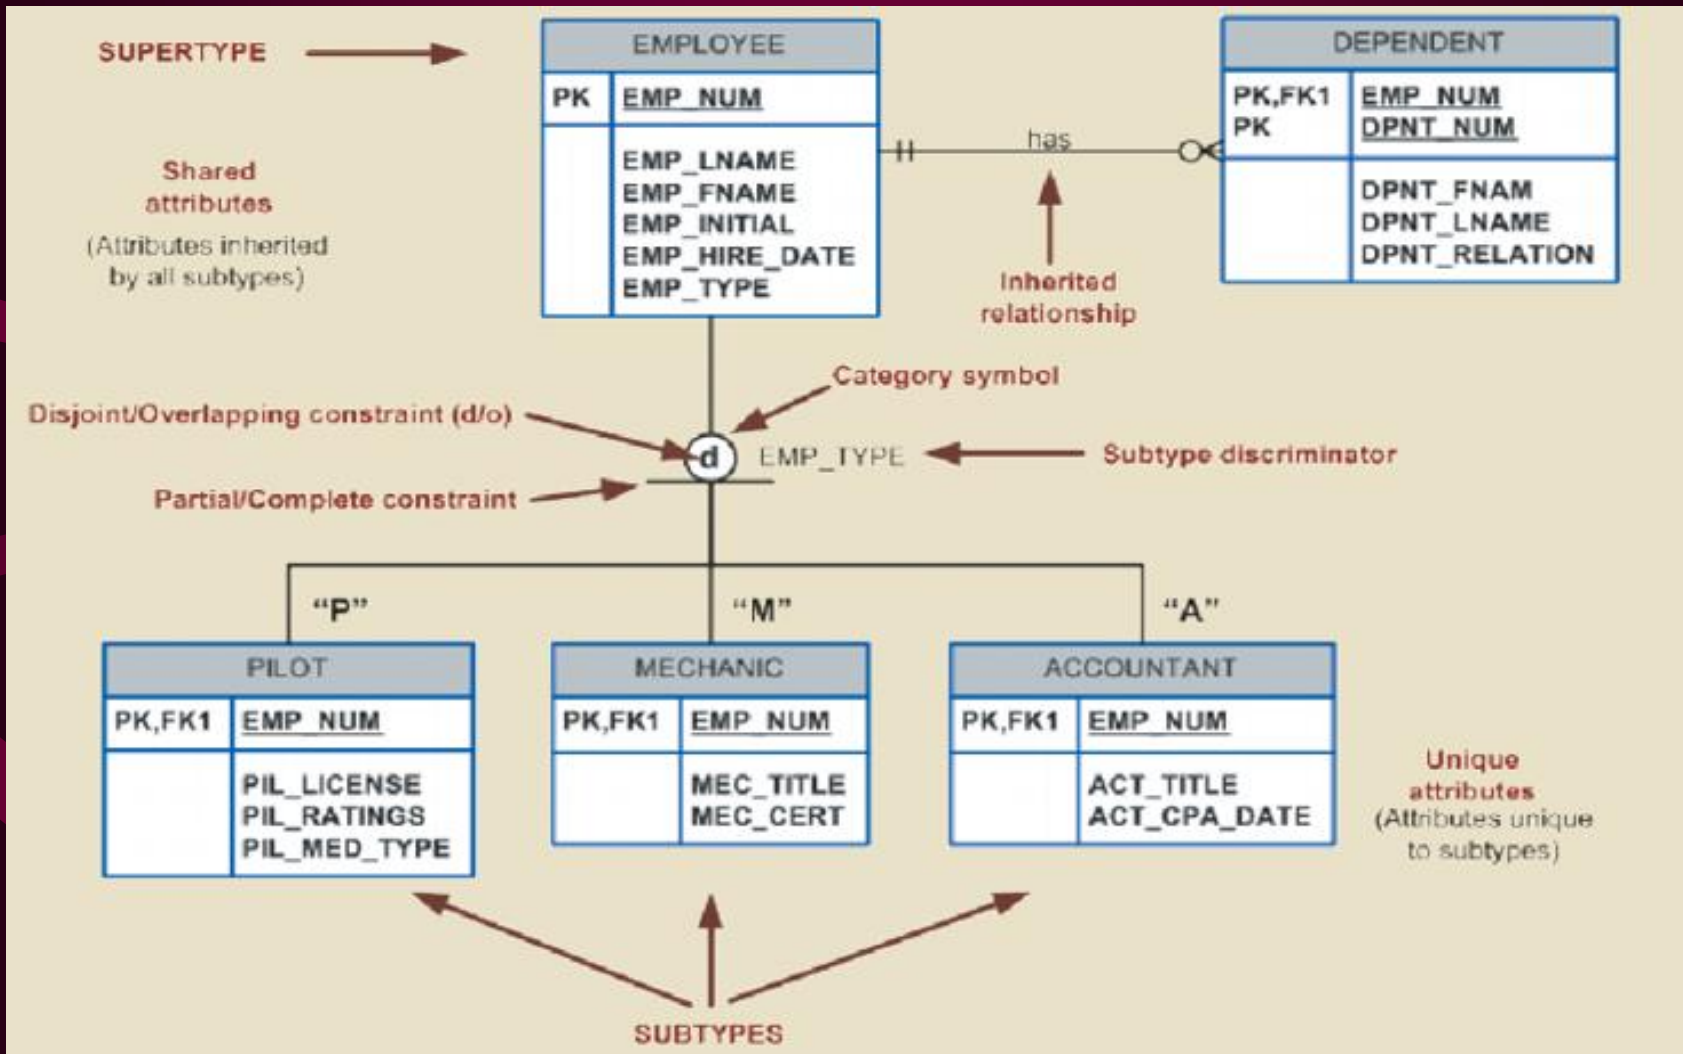 SUPERTYPE
EMPLOYEE
PK EMP_NUM
EMP_LNAME
EMP_FNAME
EMP_INITIAL
EMP_HIRE_DATE
EMP_TYPE
has
DEPENDENT
PK,FK1 EMP_NUM
PK DPNT_NUM
DPNT_FNAM
DPNT_LNAME
DPNT_RELATION
Shared
attributes
(Attributes inherited
by all subtypes)
Inherited
relationship
Category symbol
Disjoint/Overlapping constraint (d/o)
d
EMP_TYPE
Subtype discriminator
Partial/Complete constraint
“P”
“M”
“A”
PILOT
PK,FK1 EMP_NUM
PIL_LICENSE
PIL_RATINGS
PIL_MED_TYPE
MECHANIC
PK,FK1 EMP_NUM
MEC_TITLE
MEC_CERT
ACCOUNTANT
PK,FK1 EMP_NUM
ACT_TITLE
ACT_CPA_DATE
Unique
attributes
(Attributes unique
to subtypes)
SUBTYPES